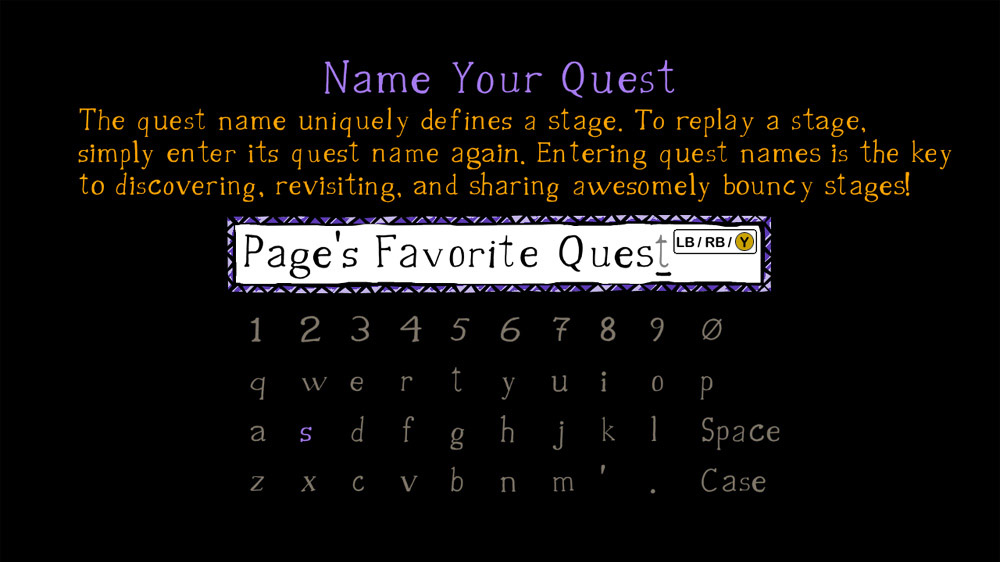 Name Your Quest
The quest name uniquely defines a stage. To replay a stage,
simply enter its quest name again. Entering quest names is the key
to discovering, revisiting, and sharing awesomely bouncy stages!
Page's Favorite Quest LB / RB / Y
1 2 3 4 5 6 7 8 9 0
q w e r t y u i o p
a s d f g h j k l Space
z x c v b n m ' . Case